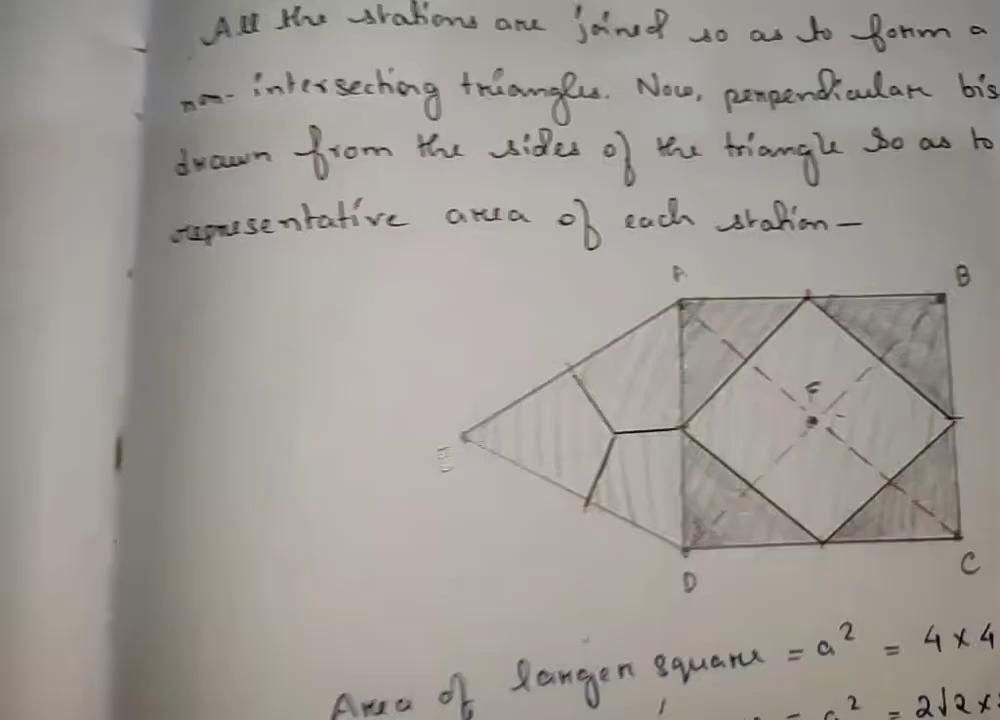 All the stations are joined so as to form a
non-intersecting triangles. Now, perpendicular bis
drawn from the sides of the triangle so as to
representative area of each station —
A
B
F
D
C
Area of larger square = a² = 4 × 4
= a² = 2√2 ×